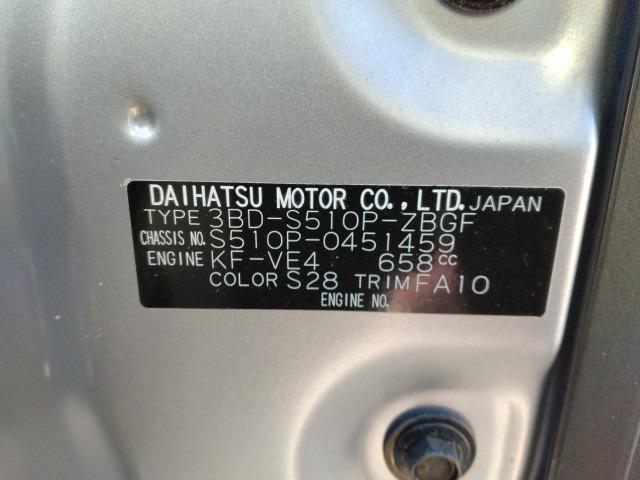 DAIHATSU MOTOR CO.,LTD. JAPAN
TYPE 3BD-S510P-ZBGF
CHASSIS NO. S510P-0451459
ENGINE KF-VE4 658cc
COLOR S28 TRIM FA10
ENGINE NO.